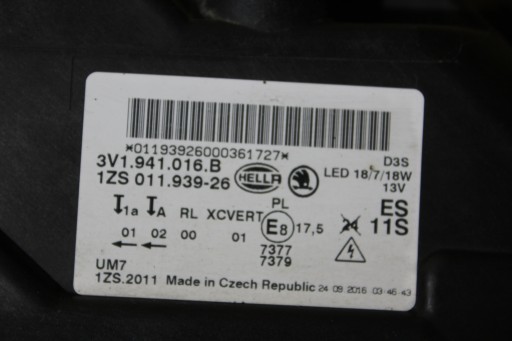 *01193926000361727*
3V1.941.016.B
1ZS 011.939-26
HELLA
D3S
LED 18/7/18W
13V
1a A RL XCVERT PL
01 02 00 01 E8 17,5
7377
7379
24
ES
11S
UM7
1ZS.2011 Made in Czech Republic 24 09 2016 03:46:43